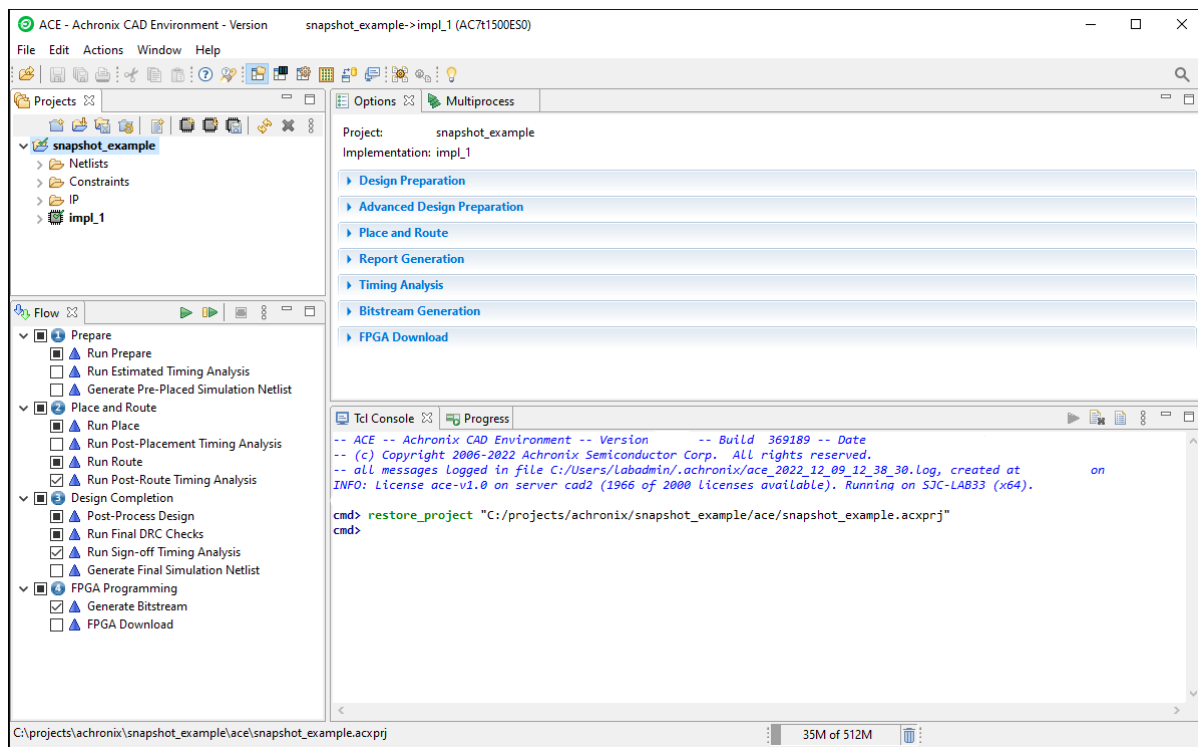 ACE - Achronix CAD Environment - Version snapshot_example->impl_1 (AC7t1500ES0)
File Edit Actions Window Help
Projects
snapshot_example
Netlists
Constraints
IP
impl_1
Options Multiprocess
Project: snapshot_example
Implementation: impl_1
Design Preparation
Advanced Design Preparation
Place and Route
Report Generation
Timing Analysis
Bitstream Generation
FPGA Download
Flow
1 Prepare
Run Prepare
Run Estimated Timing Analysis
Generate Pre-Placed Simulation Netlist
2 Place and Route
Run Place
Run Post-Placement Timing Analysis
Run Route
Run Post-Route Timing Analysis
3 Design Completion
Post-Process Design
Run Final DRC Checks
Run Sign-off Timing Analysis
Generate Final Simulation Netlist
4 FPGA Programming
Generate Bitstream
FPGA Download
Tcl Console Progress
-- ACE -- Achronix CAD Environment -- Version -- Build 369189 -- Date
-- (c) Copyright 2006-2022 Achronix Semiconductor Corp. All rights reserved.
-- all messages logged in file C:/Users/labadmin/.achronix/ace_2022_12_09_12_38_30.log, created at on
INFO: License ace-v1.0 on server cad2 (1966 of 2000 licenses available). Running on SJC-LAB33 (x64).
cmd> restore_project "C:/projects/achronix/snapshot_example/ace/snapshot_example.acxprj"
cmd>
C:\projects\achronix\snapshot_example\ace\snapshot_example.acxprj
35M of 512M